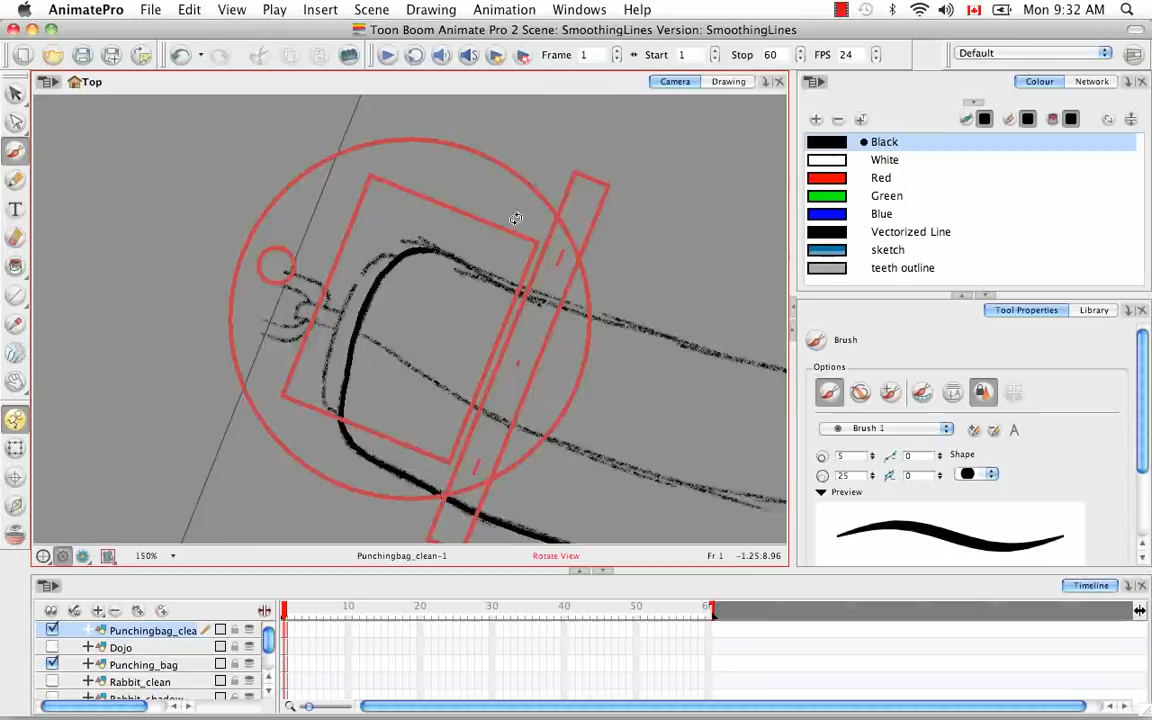 AnimatePro File Edit View Play Insert Scene Drawing Animation Windows Help Mon 9:32 AM
Toon Boom Animate Pro 2 Scene: SmoothingLines Version: SmoothingLines
Frame 1 Start 1 Stop 60 FPS 24 Default
Top Camera Drawing Colour Network
Black
White
Red
Green
Blue
Vectorized Line
sketch
teeth outline
Tool Properties Library
Brush
Options
Brush 1 A
5 0 Shape
25 0
Preview
150% Punchingbag_clean-1 Rotate View Fr 1 -1.25:8.96
Timeline
10 20 30 40 50
Punchingbag_clea
Dojo
Punching_bag
Rabbit_clean
Rabbit_shadow